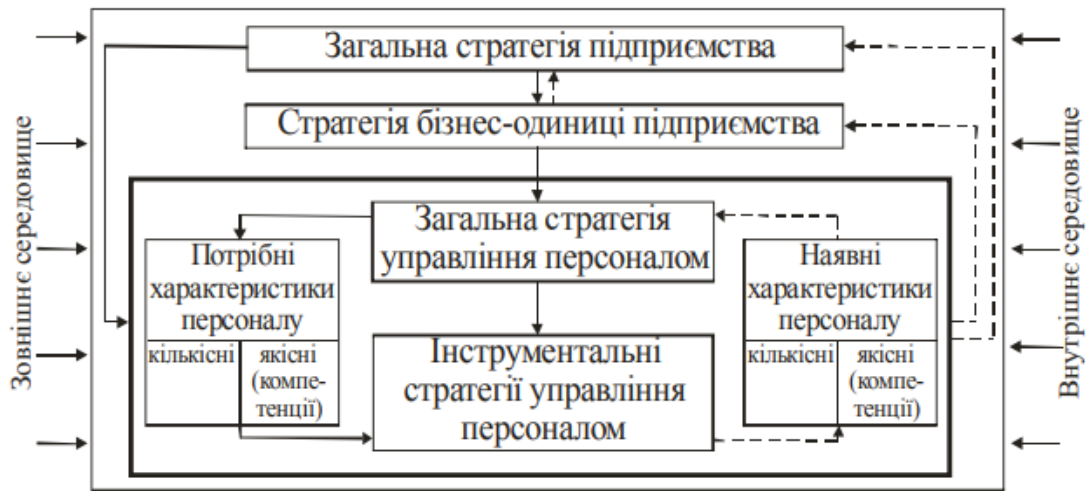 Загальна стратегія підприємства
Стратегія бізнес-одиниці підприємства
Зовнішнє середовище
Загальна стратегія
управління персоналом
Потрібні
характеристики
персоналу
кількісні
якісні
(компе-
тенції)
Інструментальні
стратегії управління
персоналом
Наявні
характеристики
персоналу
кількісні
якісні
(компе-
тенції)
Внутрішнє середовище